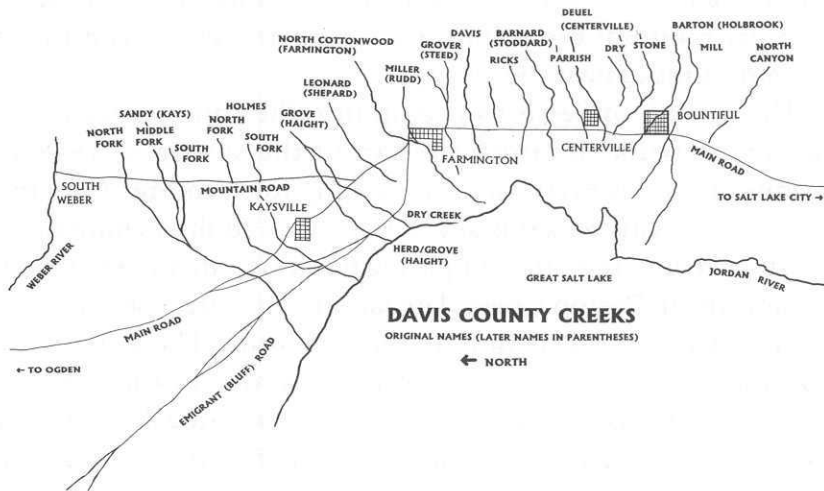 DEUEL
(CENTERVILLE)
BARTON (HOLBROOK)
DAVIS
BARNARD
(STODDARD)
NORTH COTTONWOOD
(FARMINGTON)
GROVER
(STEED)
DRY
STONE
MILL
NORTH
CANYON
RICKS
PARRISH
MILLER
(RUDD)
LEONARD
(SHEPARD)
HOLMES
GROVE
(HAIGHT)
SANDY (KAYS)
NORTH
FORK
MIDDLE
FORK
SOUTH
FORK
NORTH
FORK
SOUTH
FORK
BOUNTIFUL
CENTERVILLE
FARMINGTON
MAIN ROAD
SOUTH
WEBER
MOUNTAIN ROAD
KAYSVILLE
TO SALT LAKE CITY →
DRY CREEK
HERD/GROVE
(HAIGHT)
WEBER RIVER
GREAT SALT LAKE
JORDAN RIVER
MAIN ROAD
DAVIS COUNTY CREEKS
ORIGINAL NAMES (LATER NAMES IN PARENTHESES)
← NORTH
← TO OGDEN
EMIGRANT (BLUFF) ROAD